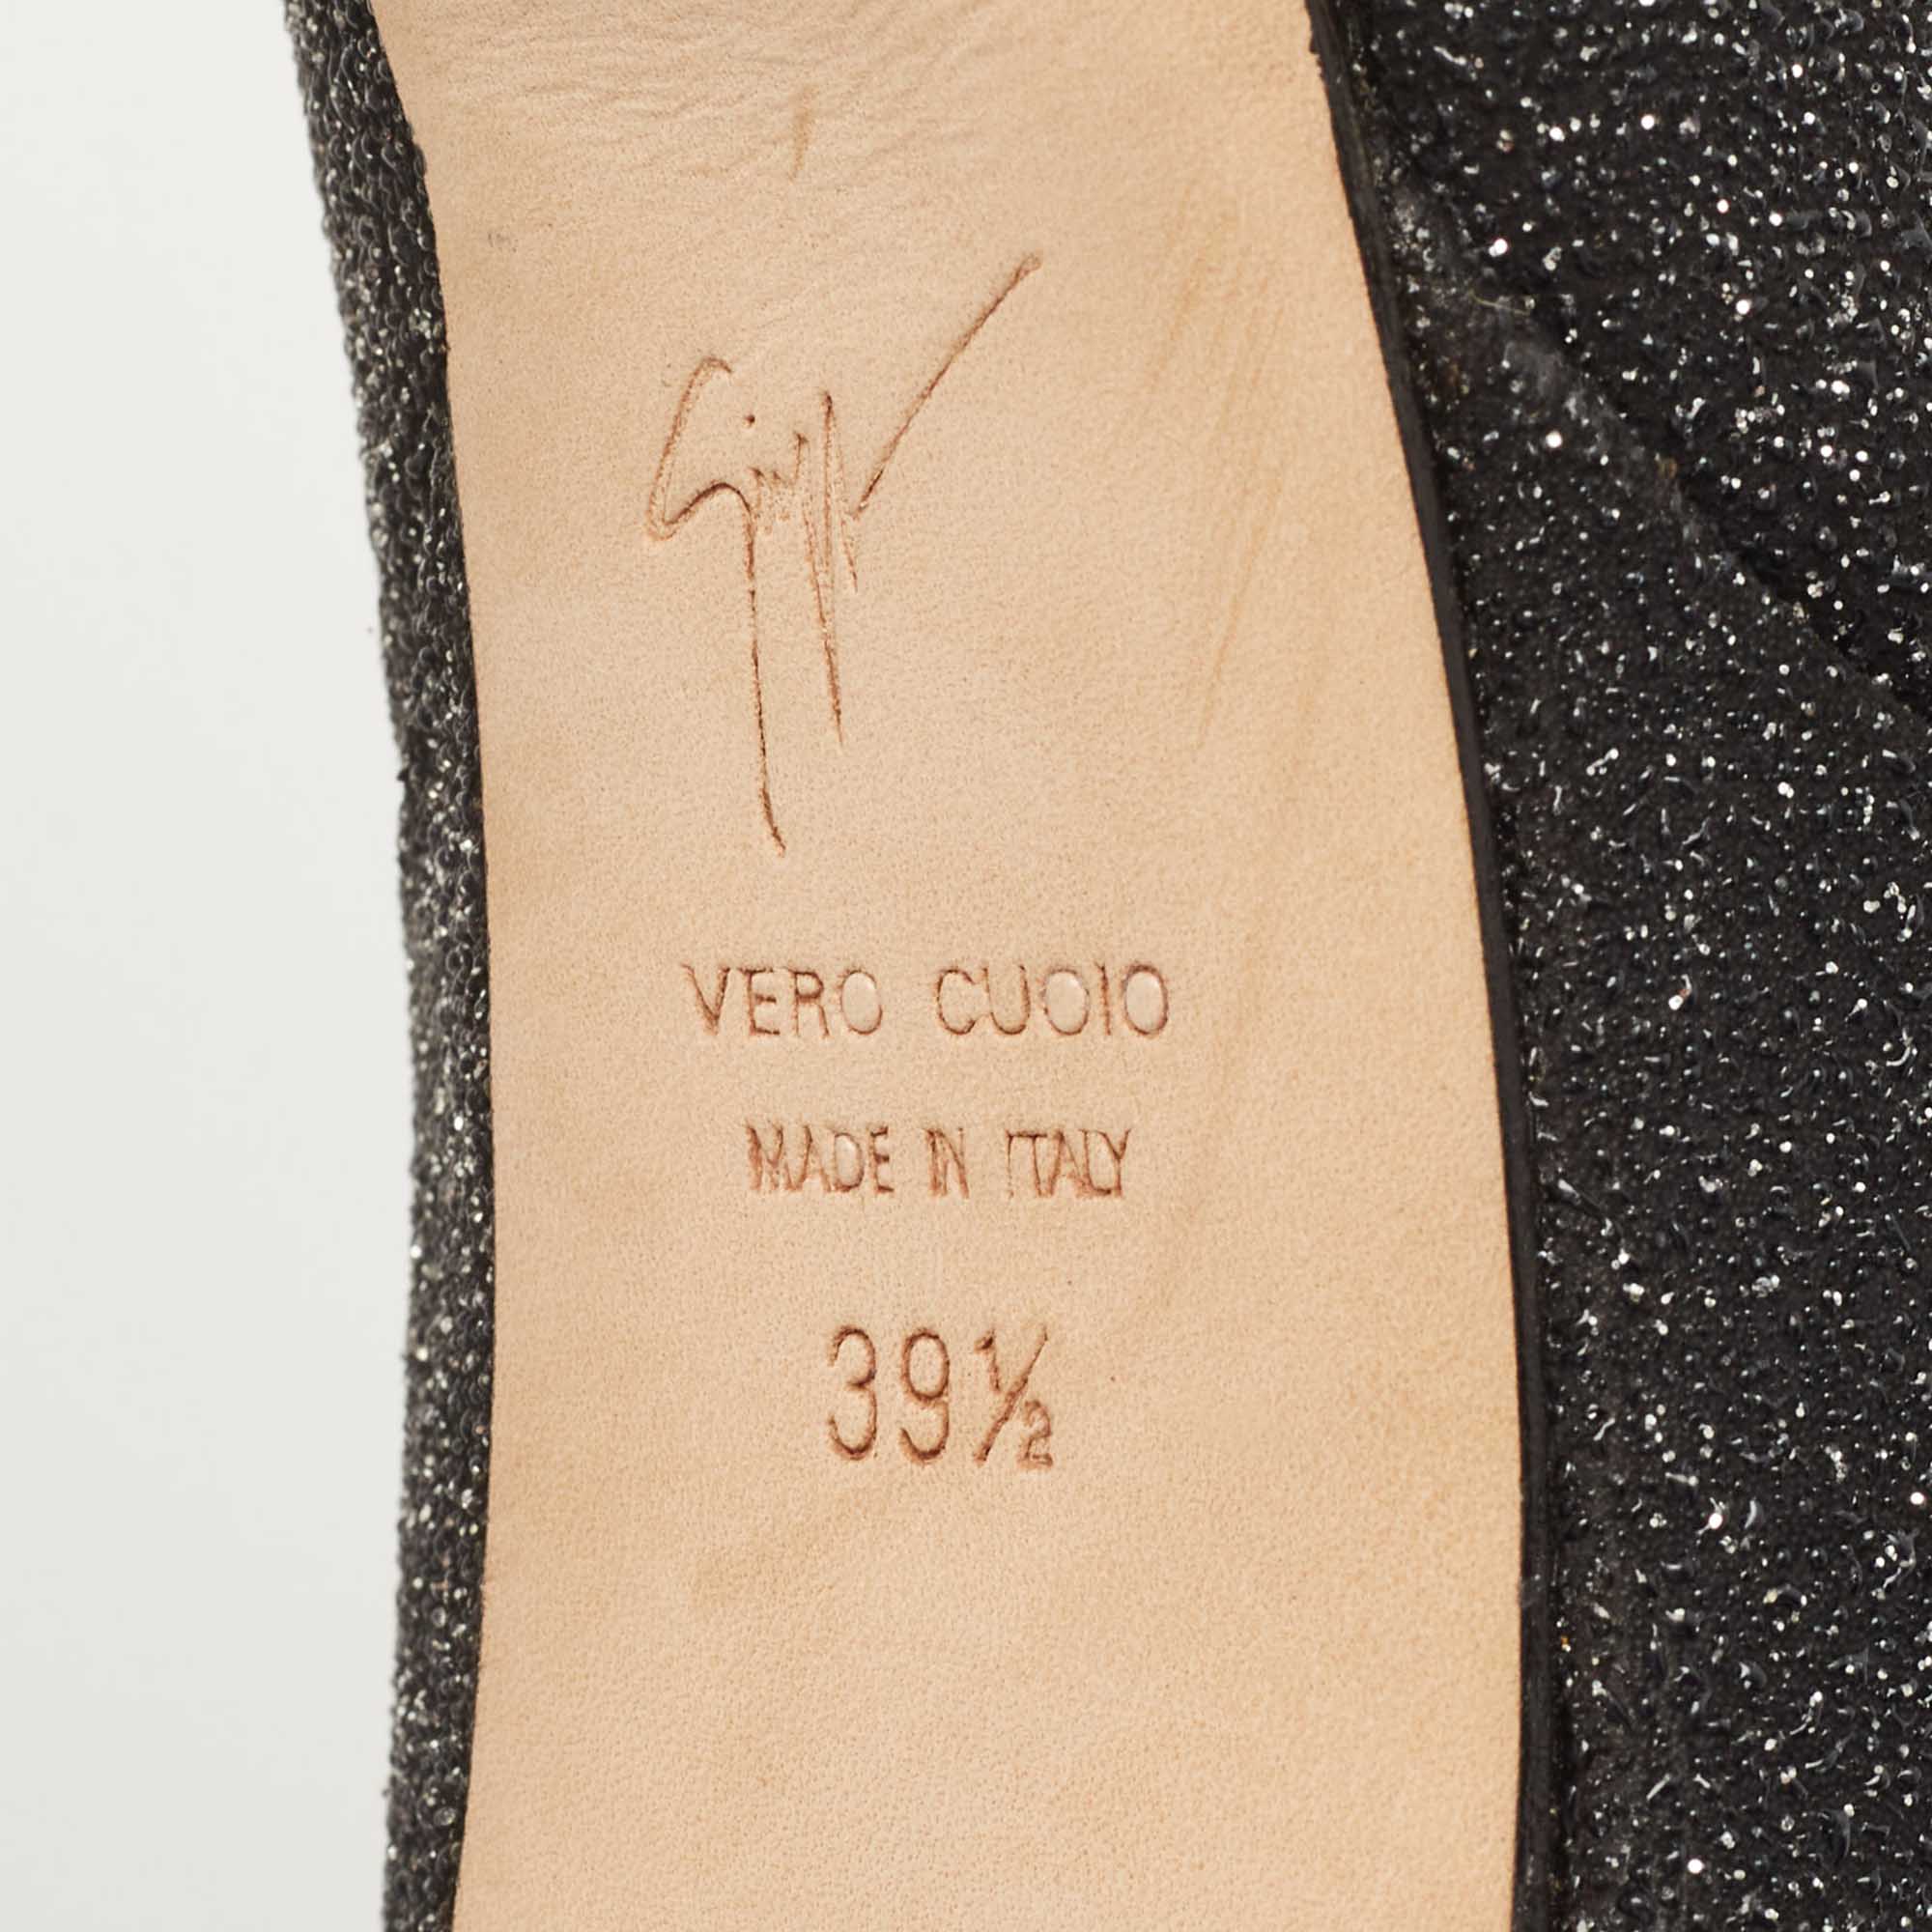 VERO CUOIO
MADE IN ITALY
39½